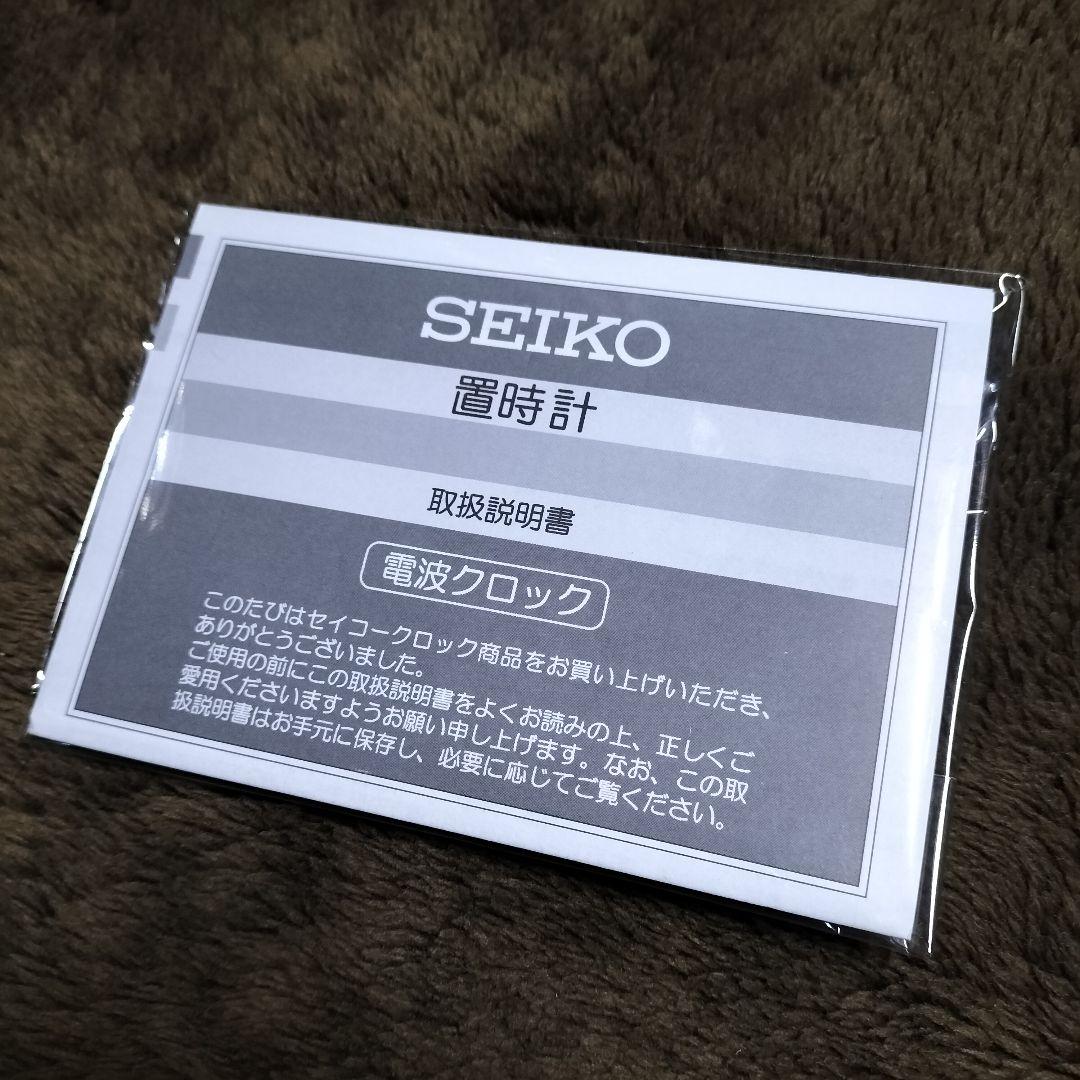 SEIKO
置時計
取扱説明書
電波クロック
このたびはセイコークロック商品をお買い上げいただき、
ありがとうございました。
ご使用の前にこの取扱説明書をよくお読みの上、正しくご
愛用くださいますようお願い申し上げます。なお、この取
扱説明書はお手元に保存し、必要に応じてご覧ください。